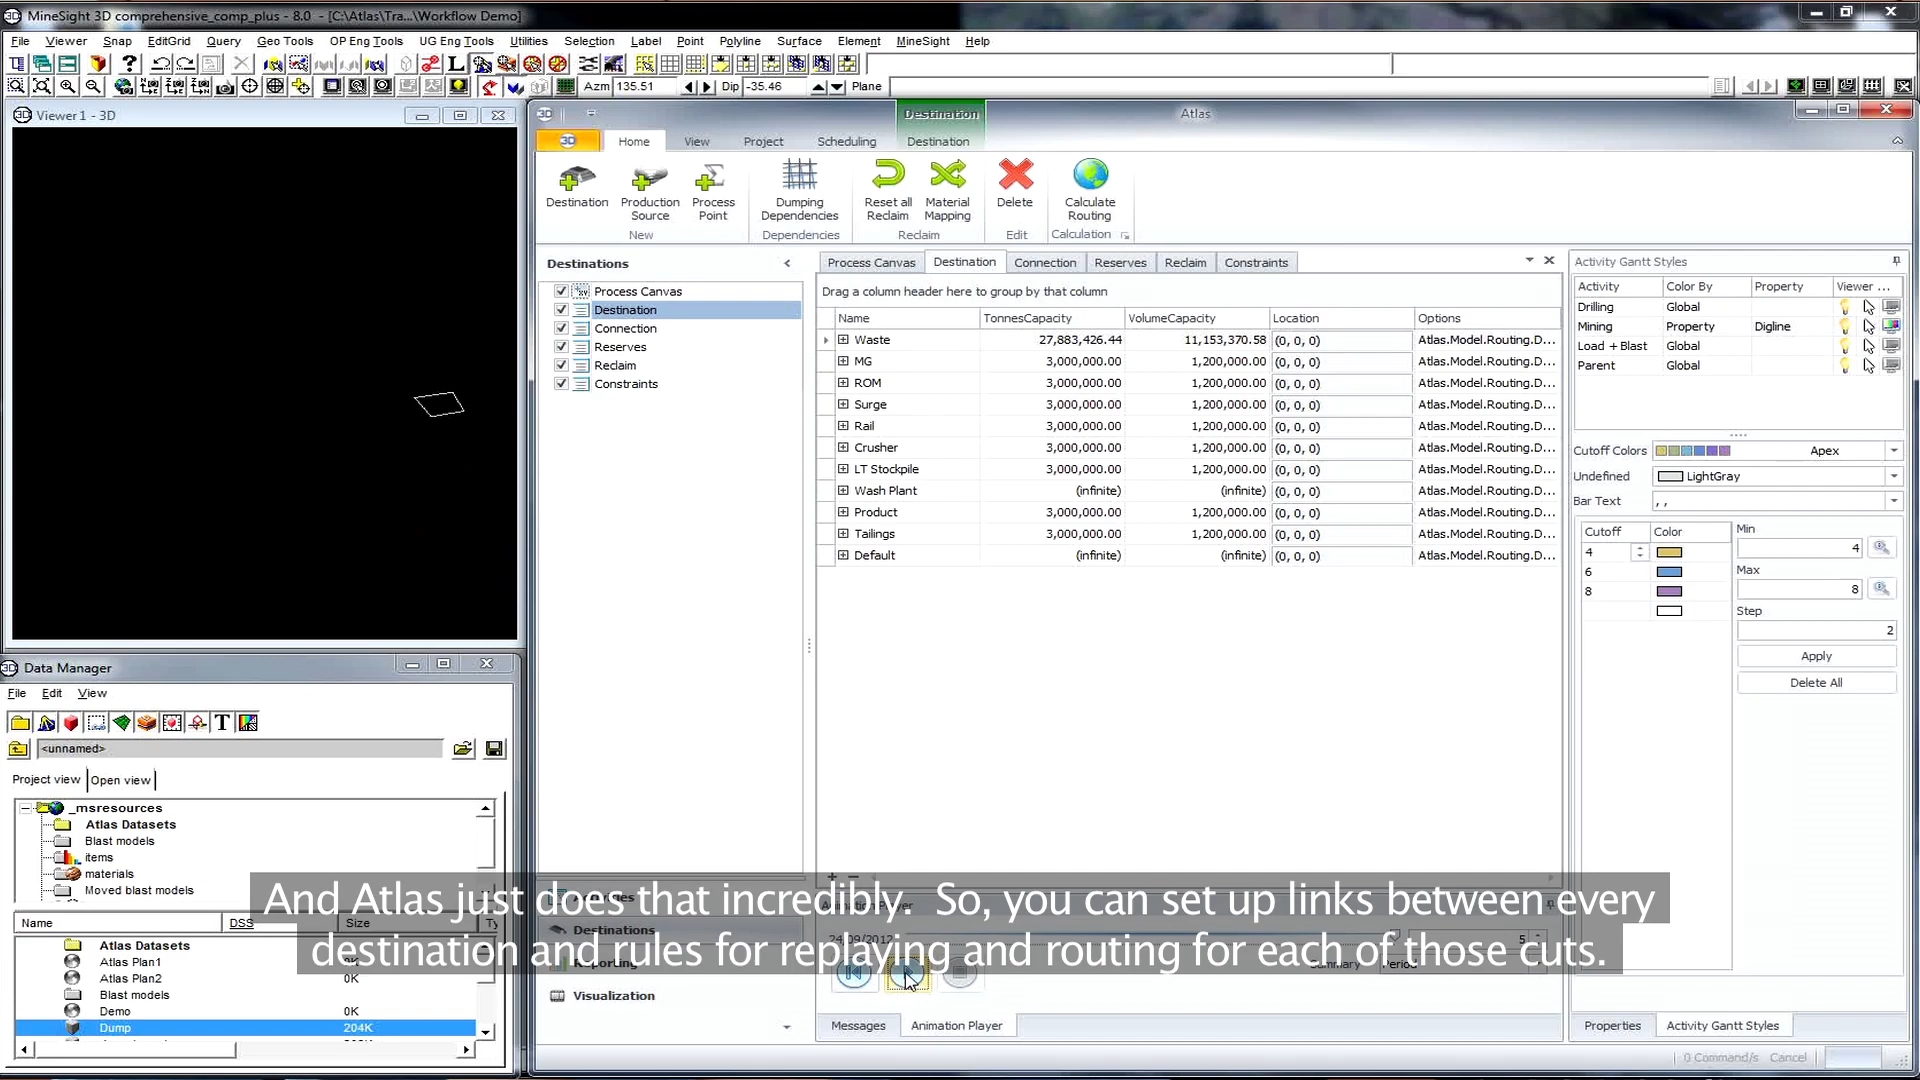 MineSight 3D comprehensive_comp_plus - 8.0 - [C:\Atlas\Tra...\Workflow Demo]
File Viewer Snap EditGrid Query Geo Tools OP Eng Tools UG Eng Tools Utilities Selection Label Point Polyline Surface Element MineSight Help
Azm 135.51 Dip -35.46 Plane
Viewer 1 - 3D
Destination Atlas
Home View Project Scheduling Destination
Destination Production Source Process Point Dumping Dependencies Reset all Reclaim Material Mapping Delete Calculate Routing
New Dependencies Reclaim Edit Calculation
Destinations
Process Canvas
Destination
Connection
Reserves
Reclaim
Constraints
Process Canvas Destination Connection Reserves Reclaim Constraints
Drag a column header here to group by that column
Name TonnesCapacity VolumeCapacity Location Options
Waste 27,883,426.44 11,153,370.58 (0, 0, 0) Atlas.Model.Routing.D...
MG 3,000,000.00 1,200,000.00 (0, 0, 0) Atlas.Model.Routing.D...
ROM 3,000,000.00 1,200,000.00 (0, 0, 0) Atlas.Model.Routing.D...
Surge 3,000,000.00 1,200,000.00 (0, 0, 0) Atlas.Model.Routing.D...
Rail 3,000,000.00 1,200,000.00 (0, 0, 0) Atlas.Model.Routing.D...
Crusher 3,000,000.00 1,200,000.00 (0, 0, 0) Atlas.Model.Routing.D...
LT Stockpile 3,000,000.00 1,200,000.00 (0, 0, 0) Atlas.Model.Routing.D...
Wash Plant (infinite) (infinite) (0, 0, 0) Atlas.Model.Routing.D...
Product 3,000,000.00 1,200,000.00 (0, 0, 0) Atlas.Model.Routing.D...
Tailings 3,000,000.00 1,200,000.00 (0, 0, 0) Atlas.Model.Routing.D...
Default (infinite) (infinite) (0, 0, 0) Atlas.Model.Routing.D...
Activity Gantt Styles
Activity Color By Property Viewer ...
Drilling Global
Mining Property Digline
Load + Blast Global
Parent Global
Cutoff Colors Apex
Undefined LightGray
Bar Text , ,
Cutoff Color
4
6
8
Min
4
Max
8
Step
2
Apply
Delete All
Data Manager
File Edit View
T
<unnamed>
Project view Open view
_msresources
Atlas Datasets
Blast models
items
materials
Moved blast models
Name DSS Size Ty
Atlas Datasets
Atlas Plan1 0K
Atlas Plan2 0K
Blast models
Demo 0K
Dump 204K
And Atlas just does that incredibly. So, you can set up links between every
destination and rules for replaying and routing for each of those cuts.
Destinations
Reporting
Visualization
Animation Player
24/09/2012
5
Summary Period
Messages Animation Player
Properties Activity Gantt Styles
0 Command/s Cancel